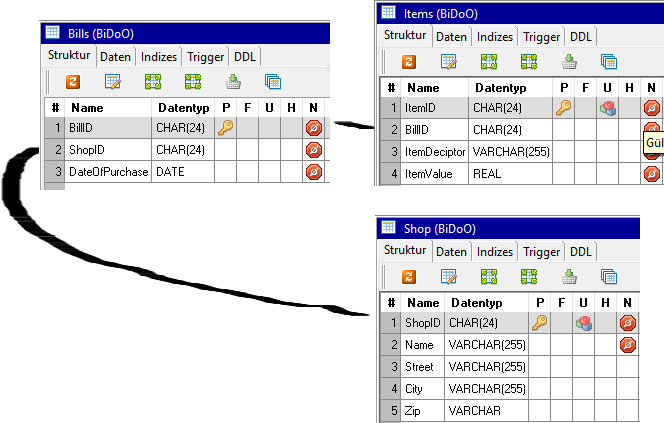 Bills (BiDoO)
Struktur Daten Indizes Trigger DDL
# Name Datentyp P F U H N
1 BillID CHAR(24)
2 ShopID CHAR(24)
3 DateOfPurchase DATE
Items (BiDoO)
Struktur Daten Indizes Trigger DDL
# Name Datentyp P F U H N
1 ItemID CHAR(24)
2 BillID CHAR(24)
3 ItemDeciptor VARCHAR(255)
4 ItemValue REAL
Gül
Shop (BiDoO)
Struktur Daten Indizes Trigger DDL
# Name Datentyp P F U H N
1 ShopID CHAR(24)
2 Name VARCHAR(255)
3 Street VARCHAR(255)
4 City VARCHAR(255)
5 Zip VARCHAR